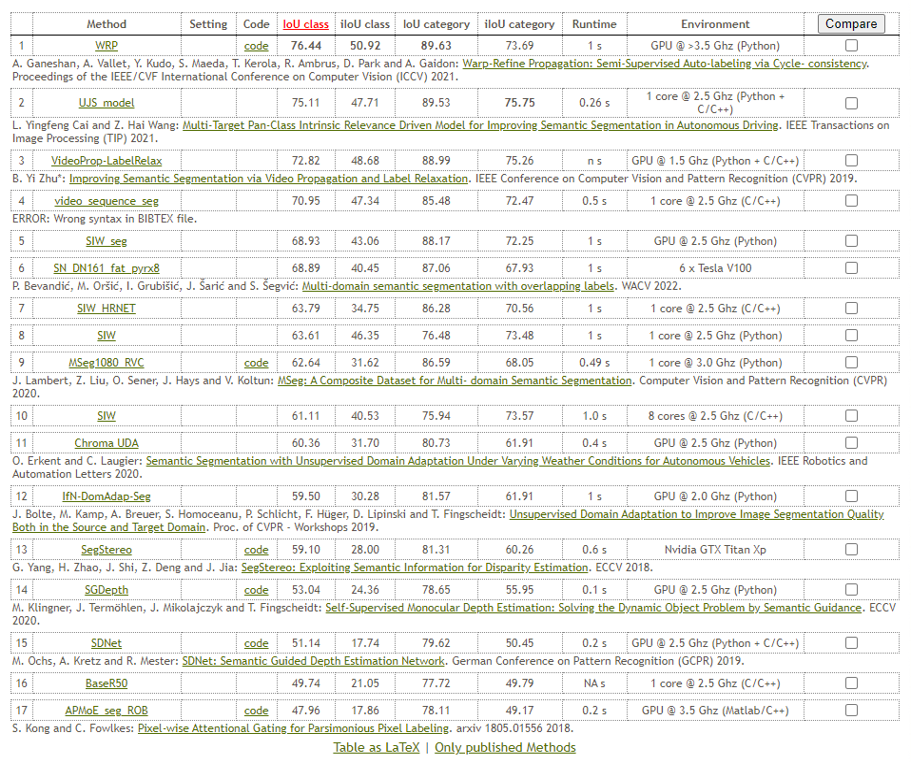 Method Setting Code IoU class iIoU class IoU category iIoU category Runtime Environment Compare
1 WRP code 76.44 50.92 89.63 73.69 1 s GPU @ >3.5 Ghz (Python)
A. Ganeshan, A. Vallet, Y. Kudo, S. Maeda, T. Kerola, R. Ambrus, D. Park and A. Gaidon: Warp-Refine Propagation: Semi-Supervised Auto-labeling via Cycle- consistency.
Proceedings of the IEEE/CVF International Conference on Computer Vision (ICCV) 2021.
2 UJS_model 75.11 47.71 89.53 75.75 0.26 s 1 core @ 2.5 Ghz (Python +
C/C++)
L. Yingfeng Cai and Z. Hai Wang: Multi-Target Pan-Class Intrinsic Relevance Driven Model for Improving Semantic Segmentation in Autonomous Driving. IEEE Transactions on
Image Processing (TIP) 2021.
3 VideoProp-LabelRelax 72.82 48.68 88.99 75.26 n s GPU @ 1.5 Ghz (Python + C/C++)
B. Yi Zhu*: Improving Semantic Segmentation via Video Propagation and Label Relaxation. IEEE Conference on Computer Vision and Pattern Recognition (CVPR) 2019.
4 video_sequence_seg 70.95 47.34 85.48 72.47 0.5 s 1 core @ 2.5 Ghz (C/C++)
ERROR: Wrong syntax in BIBTEX file.
5 SIW_seg 68.93 43.06 88.17 72.25 1 s GPU @ 2.5 Ghz (Python)
6 SN_DN161_fat_pyrx8 68.89 40.45 87.06 67.93 1 s 6 x Tesla V100
P. Bevandić, M. Oršić, I. Grubišić, J. Šarić and S. Šegvić: Multi-domain semantic segmentation with overlapping labels. WACV 2022.
7 SIW_HRNET 63.79 34.75 86.28 70.56 1 s 1 core @ 2.5 Ghz (C/C++)
8 SIW 63.61 46.35 76.48 73.48 1 s 1 core @ 2.5 Ghz (Python)
9 MSeg1080_RVC code 62.64 31.62 86.59 68.05 0.49 s 1 core @ 3.0 Ghz (Python)
J. Lambert, Z. Liu, O. Sener, J. Hays and V. Koltun: MSeg: A Composite Dataset for Multi- domain Semantic Segmentation. Computer Vision and Pattern Recognition (CVPR)
2020.
10 SIW 61.11 40.53 75.94 73.57 1.0 s 8 cores @ 2.5 Ghz (C/C++)
11 Chroma UDA 60.36 31.70 80.73 61.91 0.4 s GPU @ 2.5 Ghz (Python)
O. Erkent and C. Laugier: Semantic Segmentation with Unsupervised Domain Adaptation Under Varying Weather Conditions for Autonomous Vehicles. IEEE Robotics and
Automation Letters 2020.
12 IfN-DomAdap-Seg 59.50 30.28 81.57 61.91 1 s GPU @ 2.0 Ghz (Python)
J. Bolte, M. Kamp, A. Breuer, S. Homoceanu, P. Schlicht, F. Hüger, D. Lipinski and T. Fingscheidt: Unsupervised Domain Adaptation to Improve Image Segmentation Quality
Both in the Source and Target Domain. Proc. of CVPR - Workshops 2019.
13 SegStereo code 59.10 28.00 81.31 60.26 0.6 s Nvidia GTX Titan Xp
G. Yang, H. Zhao, J. Shi, Z. Deng and J. Jia: SegStereo: Exploiting Semantic Information for Disparity Estimation. ECCV 2018.
14 SGDepth code 53.04 24.36 78.65 55.95 0.1 s GPU @ 2.5 Ghz (Python)
M. Klingner, J. Termöhlen, J. Mikolajczyk and T. Fingscheidt: Self-Supervised Monocular Depth Estimation: Solving the Dynamic Object Problem by Semantic Guidance. ECCV
2020.
15 SDNet code 51.14 17.74 79.62 50.45 0.2 s GPU @ 2.5 Ghz (Python + C/C++)
M. Ochs, A. Kretz and R. Mester: SDNet: Semantic Guided Depth Estimation Network. German Conference on Pattern Recognition (GCPR) 2019.
16 BaseR50 49.74 21.05 77.72 49.79 NA s 1 core @ 2.5 Ghz (C/C++)
17 APMoE_seg_ROB code 47.96 17.86 78.11 49.17 0.2 s GPU @ 3.5 Ghz (Matlab/C++)
S. Kong and C. Fowlkes: Pixel-wise Attentional Gating for Parsimonious Pixel Labeling. arxiv 1805.01556 2018.
Table as LaTeX | Only published Methods